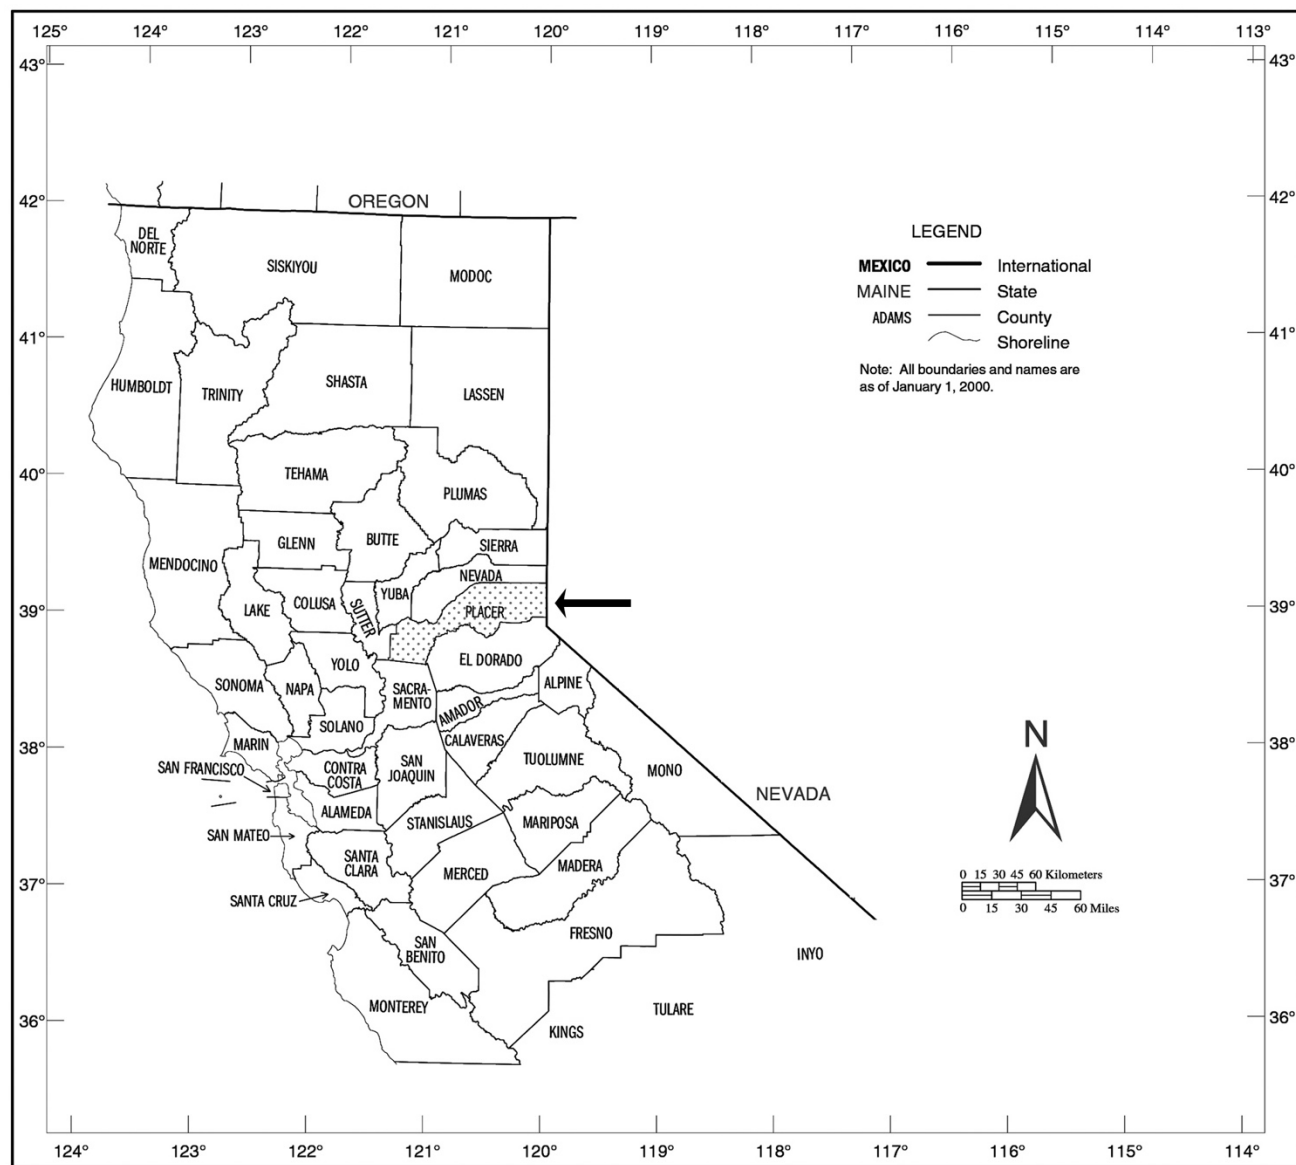 125° 124° 123° 122° 121° 120° 119° 118° 117° 116° 115° 114° 113°
43° 43°
42° 42°
OREGON
DEL
NORTE
SISKIYOU
MODOC
LEGEND
MEXICO International
MAINE State
ADAMS County
Shoreline
Note: All boundaries and names are
as of January 1, 2000.
41° 41°
HUMBOLDT
TRINITY
SHASTA
LASSEN
40° 40°
TEHAMA
PLUMAS
MENDOCINO
GLENN
BUTTE
SIERRA
NEVADA
LAKE
COLUSA
SUTTER
YUBA
PLACER
39° 39°
SONOMA
NAPA
YOLO
SACRA-
MENTO
EL DORADO
ALPINE
SOLANO
AMADOR
38° 38°
MARIN
CALAVERAS
SAN FRANCISCO
CONTRA
COSTA
SAN
JOAQUIN
TUOLUMNE
MONO
NEVADA
N
SAN MATEO
ALAMEDA
STANISLAUS
MARIPOSA
SANTA
CLARA
MERCED
MADERA
37° 37°
0 15 30 45 60 Kilometers
0 15 30 45 60 Miles
SANTA CRUZ
SAN
BENITO
FRESNO
INYO
MONTEREY
KINGS
TULARE
36° 36°
124° 123° 122° 121° 120° 119° 118° 117° 116° 115° 114°